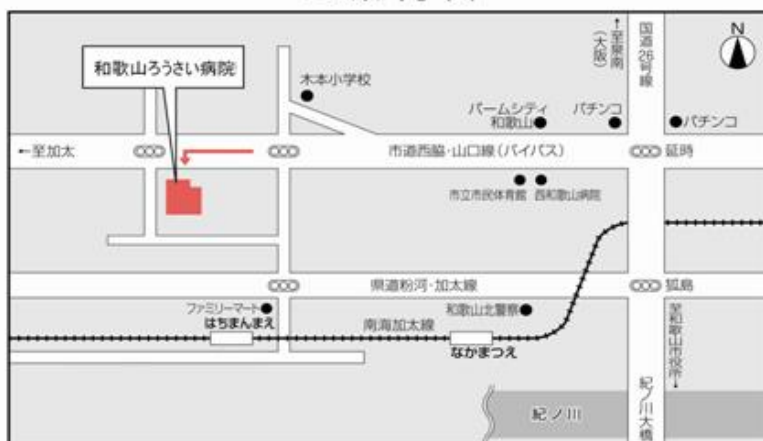 和歌山ろうさい病院
木本小学校
←至泉南
(大阪)
国道26号線
N
パームシティ
和歌山
パチンコ
パチンコ
←至加太
市道西脇・山口線(バイパス)
延時
市立市民体育館
西和歌山病院
県道粉河・加太線
狐島
ファミリーマート
はちまんまえ
南海加太線
和歌山北警察
なかまつえ
至和歌山市役所→
紀ノ川
紀ノ川大橋